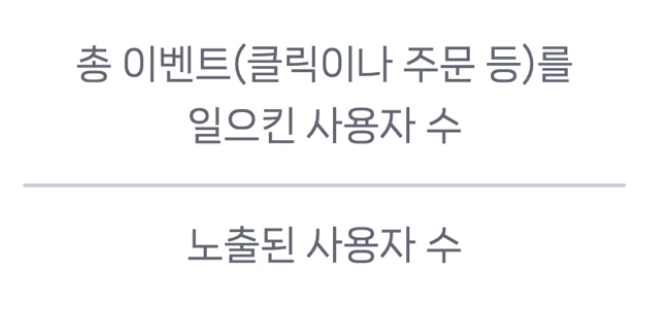 총 이벤트(클릭이나 주문 등)를
일으킨 사용자 수
노출된 사용자 수